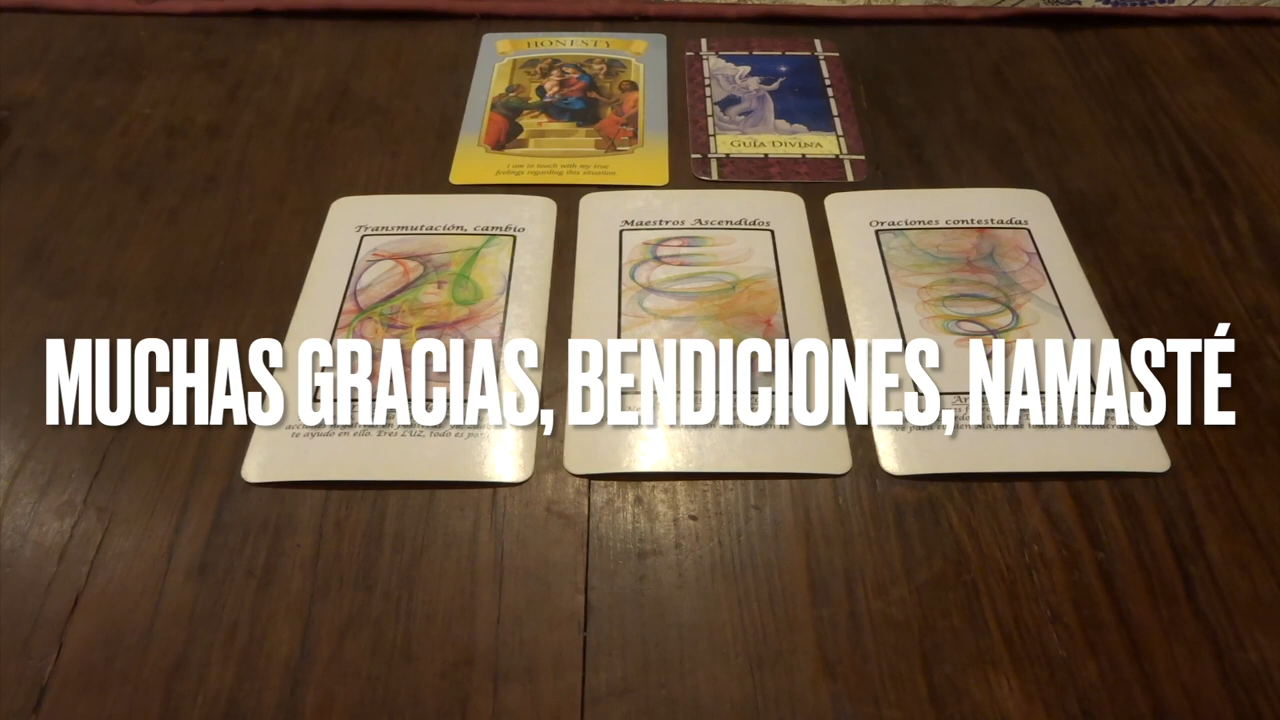 HONESTY
I am in touch with my true
feelings regarding this situation
GUÍA DIVINA
Transmutación, cambio
Maestros Ascendidos
Oraciones contestadas
MUCHAS GRACIAS, BENDICIONES, NAMASTÉ
te ayudo en ello. Eres LUZ, todo es